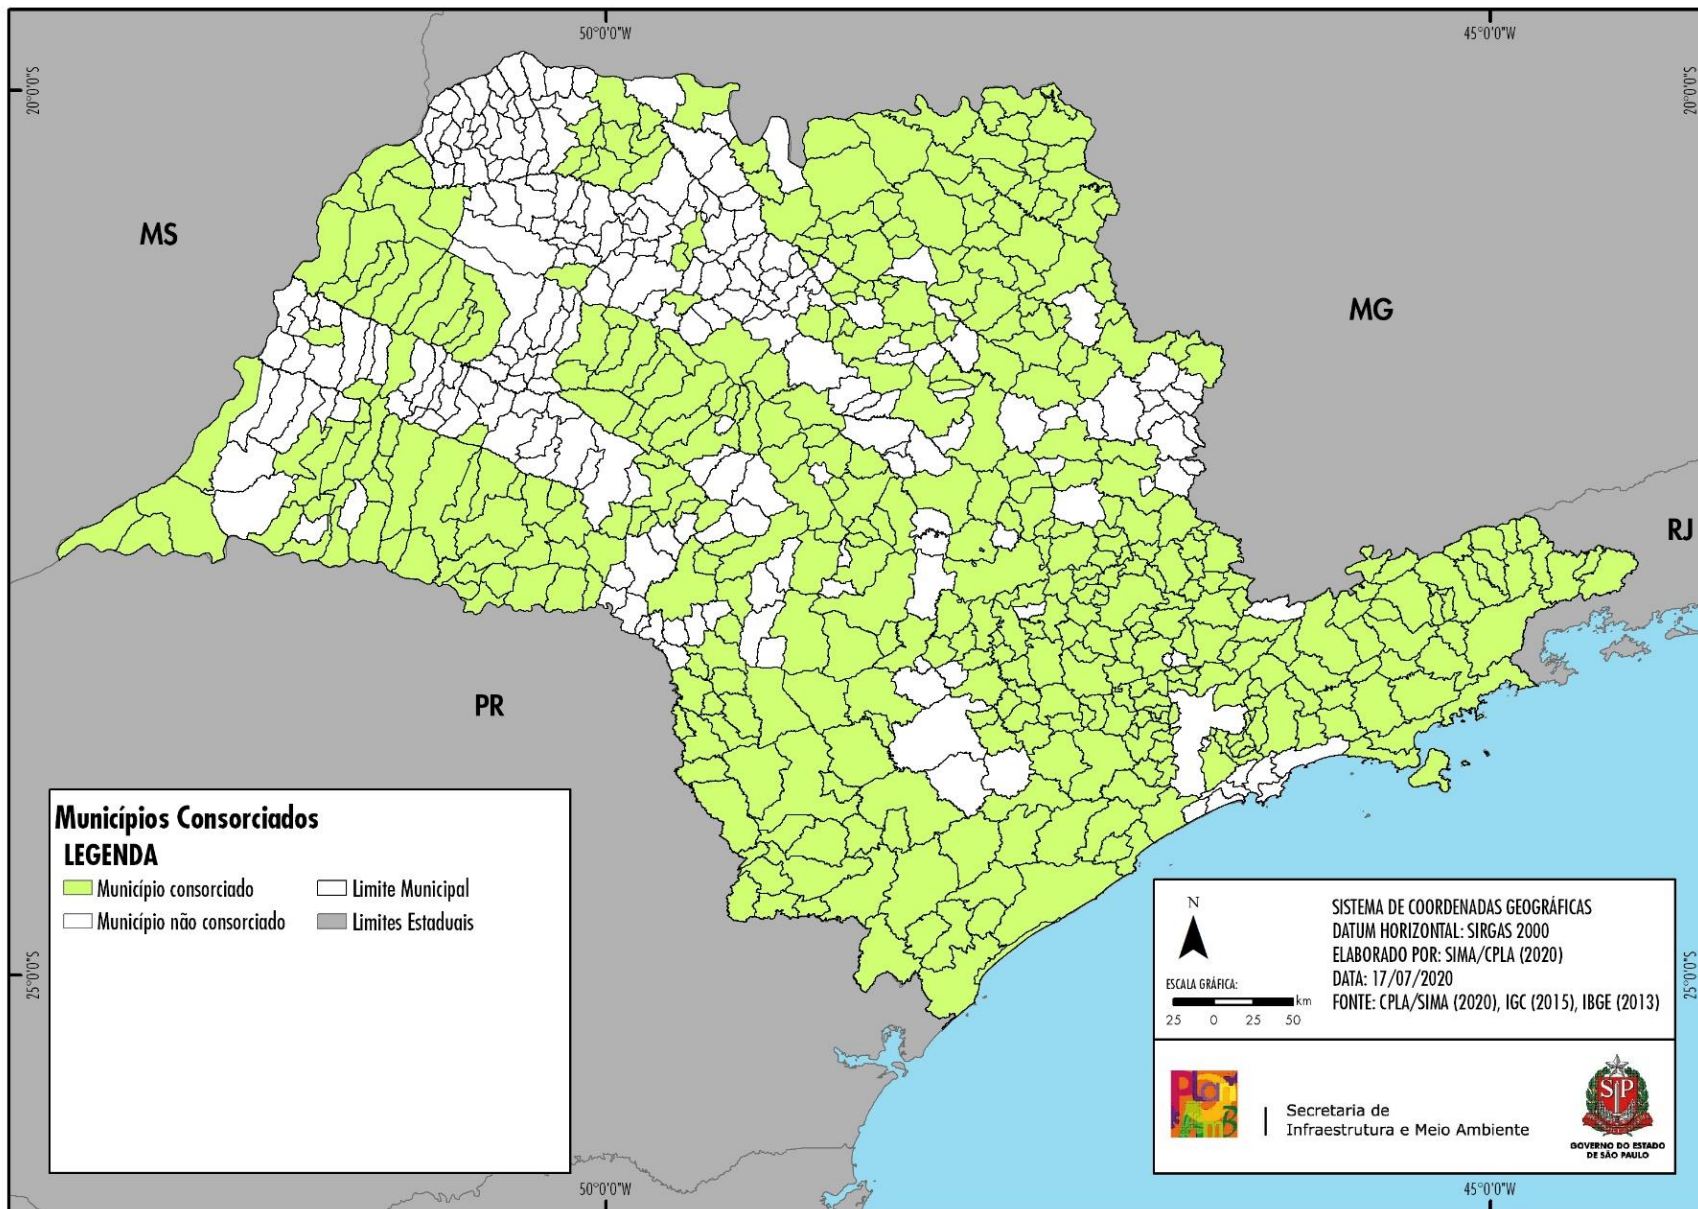 50°0'0"W
45°0'0"W
20°0'0"S
20°0'0"S
MS
MG
RJ
PR
Municípios Consorciados
LEGENDA
Município consorciado
Limite Municipal
Município não consorciado
Limites Estaduais
N
ESCALA GRÁFICA:
km
25 0 25 50
SISTEMA DE COORDENADAS GEOGRÁFICAS
DATUM HORIZONTAL: SIRGAS 2000
ELABORADO POR: SIMA/CPLA (2020)
DATA: 17/07/2020
FONTE: CPLA/SIMA (2020), IGC (2015), IBGE (2013)
25°0'0"S
25°0'0"S
Plan
AmB
Secretaria de
Infraestrutura e Meio Ambiente
SP
GOVERNO DO ESTADO
DE SÃO PAULO
50°0'0"W
45°0'0"W